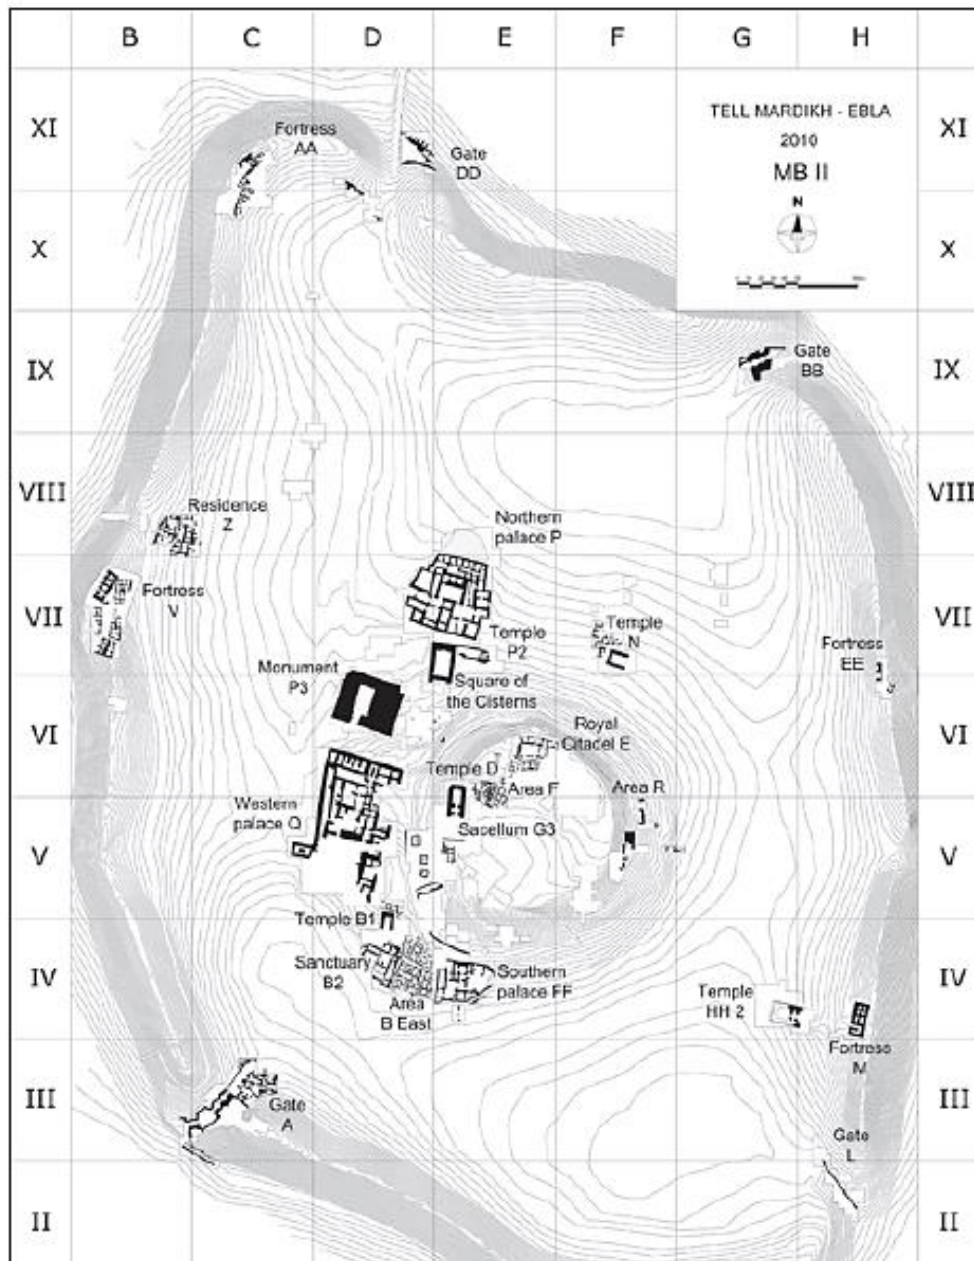 B C D E F G H
XI
XI
X
X
IX
IX
VIII
VIII
VII
VII
VI
VI
V
V
IV
IV
III
III
II
II
TELL MARDIKH - EBLA
2010
MB II
N
Fortress
AA
Gate
DD
Gate
BB
Residence
Z
Northern
palace P
Fortress
V
Temple
P2
Temple
N
Fortress
EE
Monument
P3
Square of
the Cisterns
Royal
Citadel E
Temple D
Area F
Area R
Western
palace Q
Sacellum G3
Temple B1
Sanctuary
B2
Area
B East
Southern
palace FF
Temple
HH 2
Fortress
M
Gate
A
Gate
L